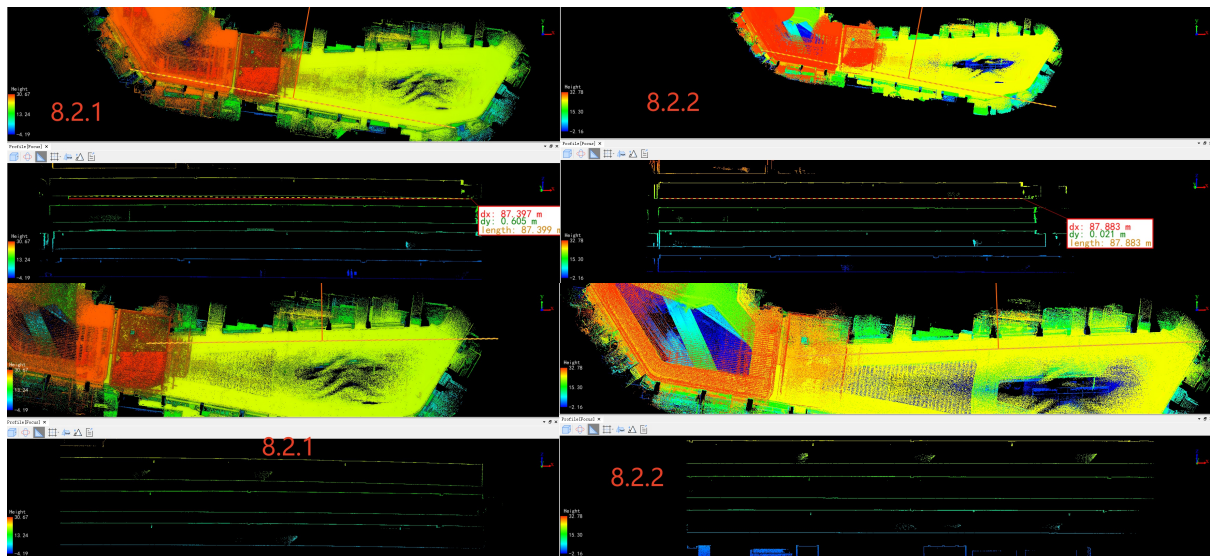 8.2.1
Height
30.67
13.24
-4.19
8.2.2
Height
32.78
15.30
-2.16
Profile[Focus] ×
Profile[Focus] ×
dx: 87.397 m
dy: 0.605 m
length: 87.399 m
Height
30.67
13.24
-4.19
dx: 87.883 m
dy: 0.021 m
length: 87.883 m
Height
32.78
15.30
-2.16
Height
30.67
13.24
-4.19
Height
32.78
15.30
-2.16
Profile[Focus] ×
Profile[Focus] ×
8.2.1
Height
30.67
13.24
-4.19
8.2.2
Height
32.78
15.30
-2.16